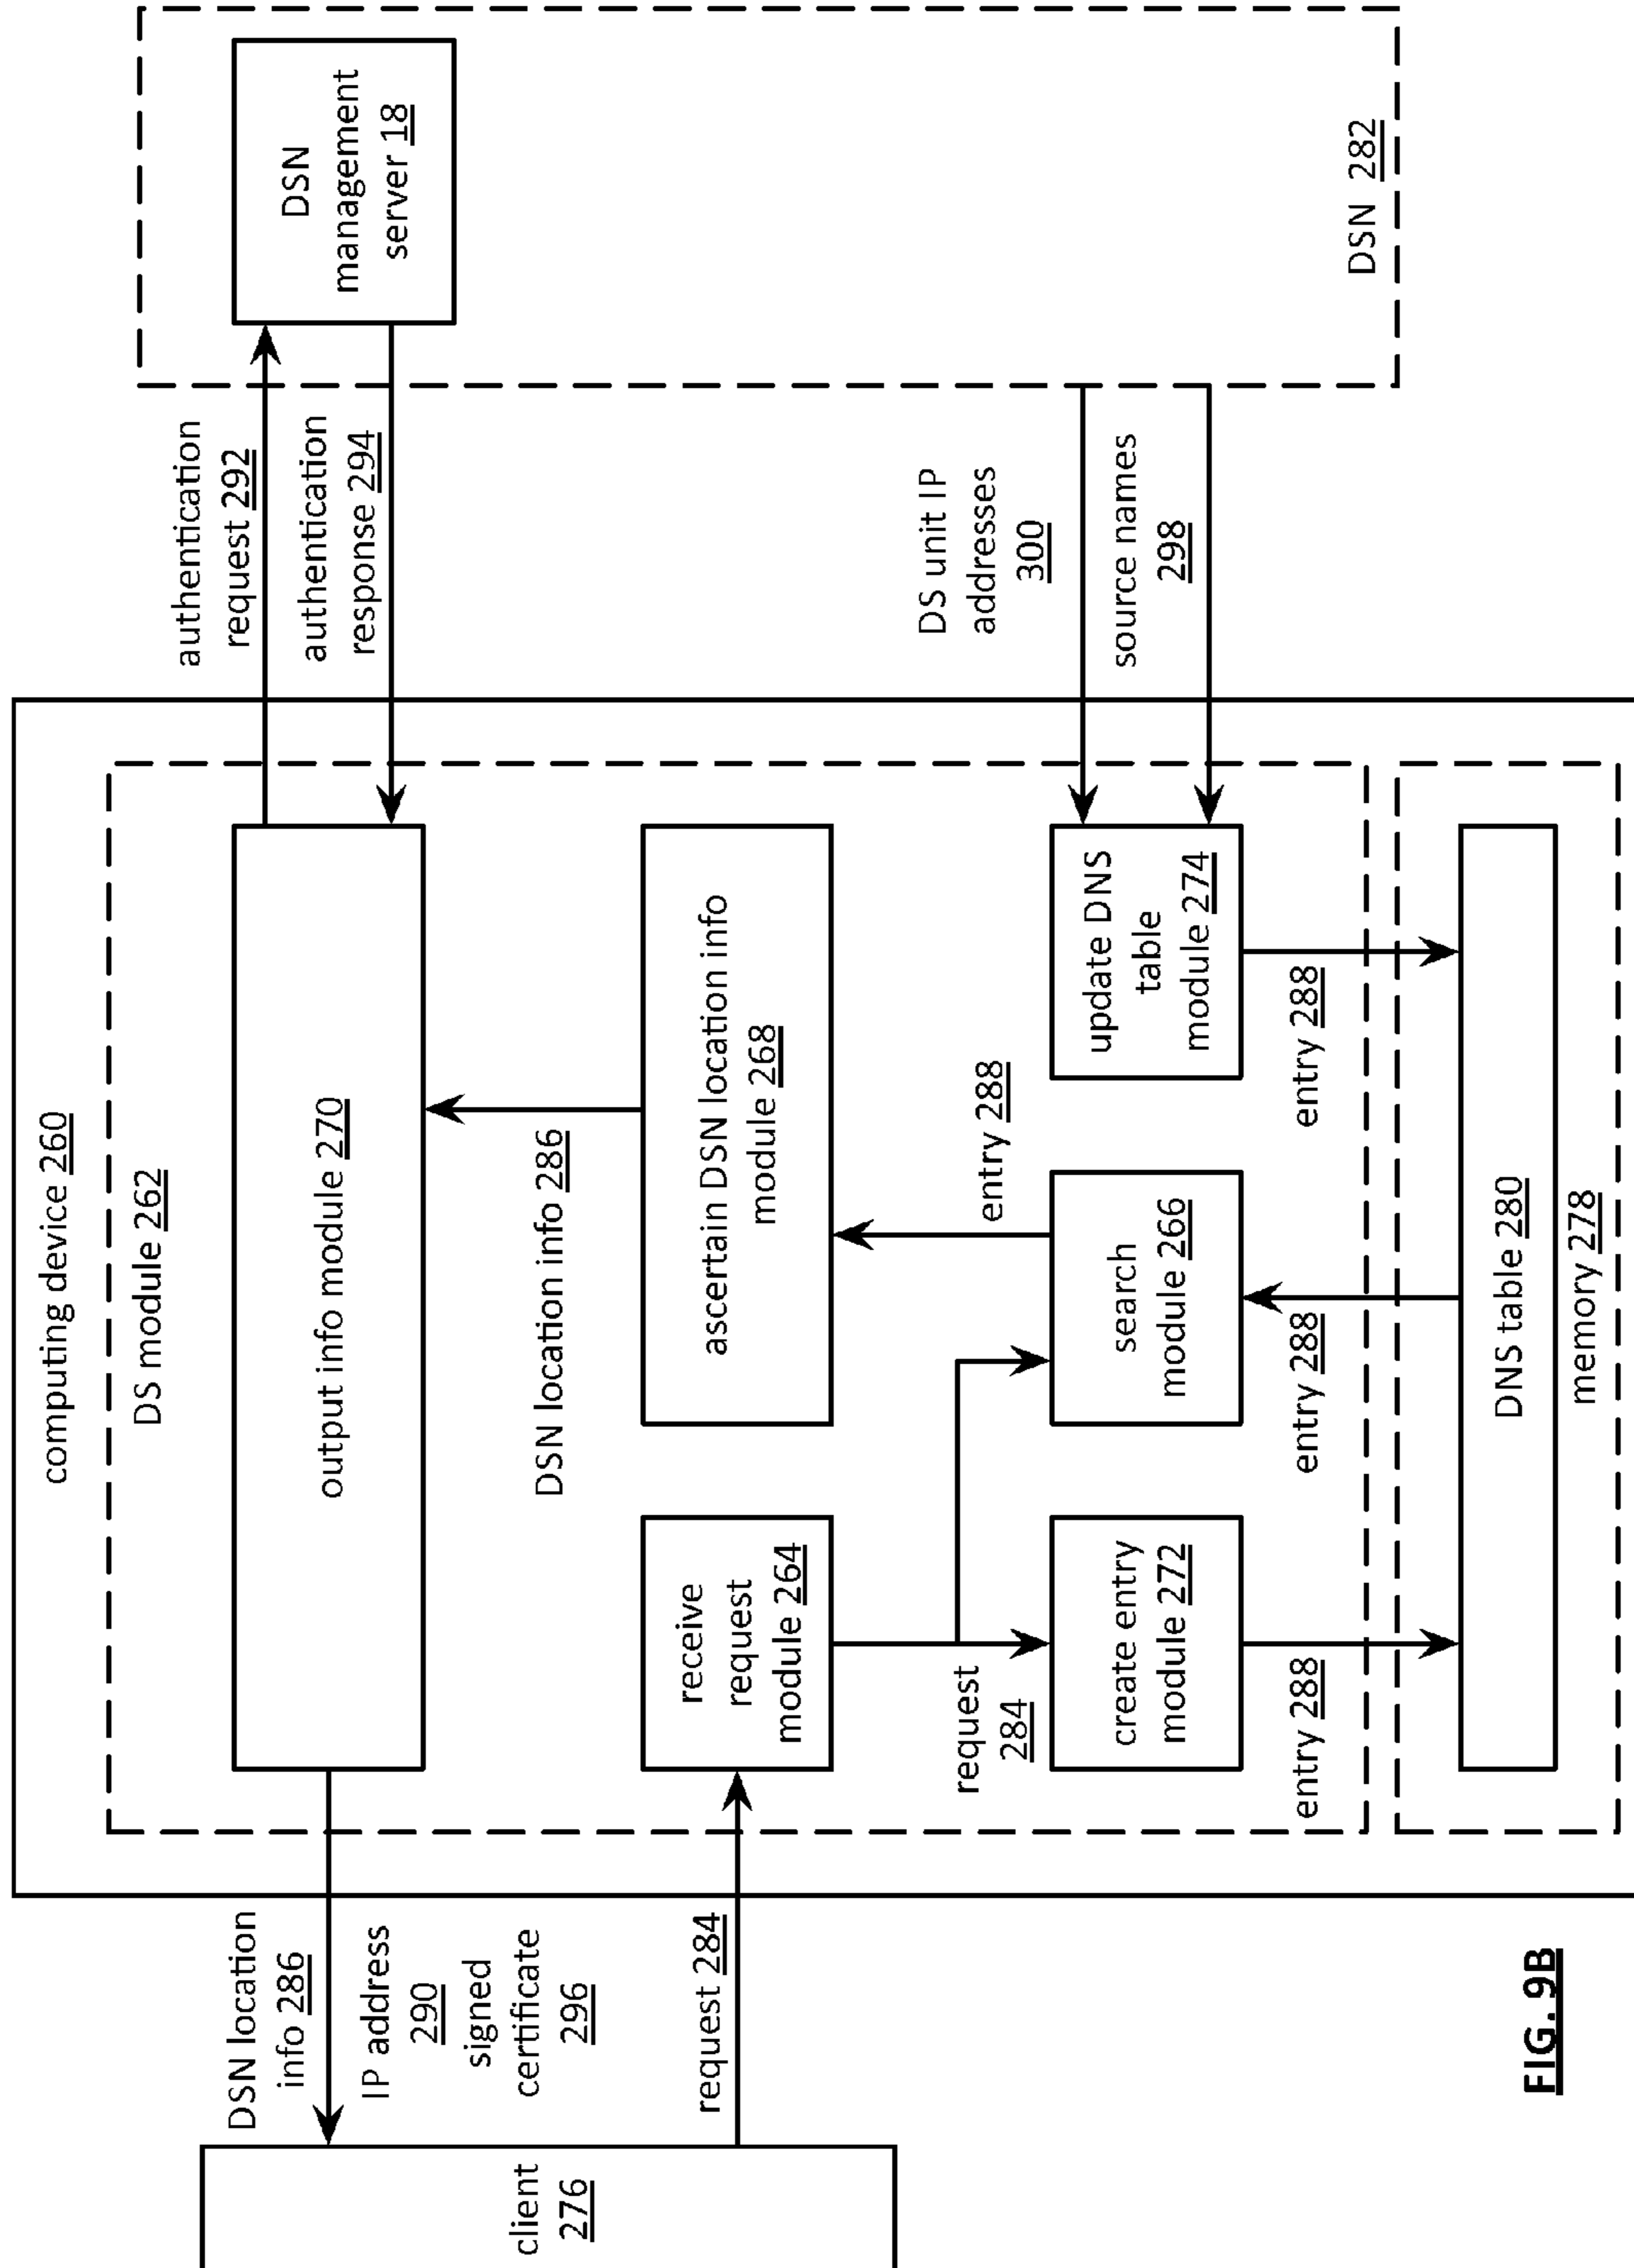 computing device 260
DS module 262
DSN location
info 286
IP address
290
signed
certificate
296
request 284
client
276
output info module 270
DSN location info 286
receive
request
module 264
ascertain DSN location info
module 268
request
284
entry 288
create entry
module 272
search
module 266
update DNS
table
module 274
entry 288
entry 288
entry 288
DNS table 280
memory 278
authentication
request 292
authentication
response 294
DS unit IP
addresses
300
source names
298
DSN
management
server 18
DSN 282
FIG. 9B